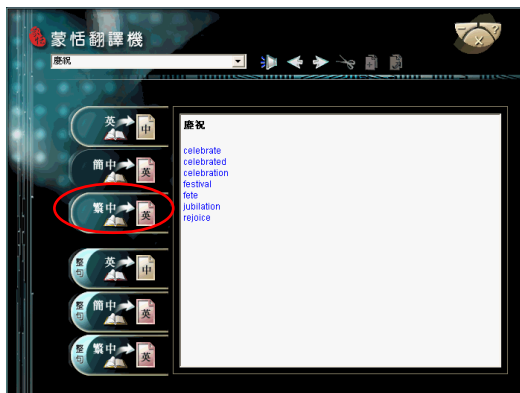 蒙恬翻譯機
慶祝
英 中
簡中 英
繁中 英
整句 英 中
整句 簡中 英
整句 繁中 英
慶祝
celebrate
celebrated
celebration
festival
fete
jubilation
rejoice